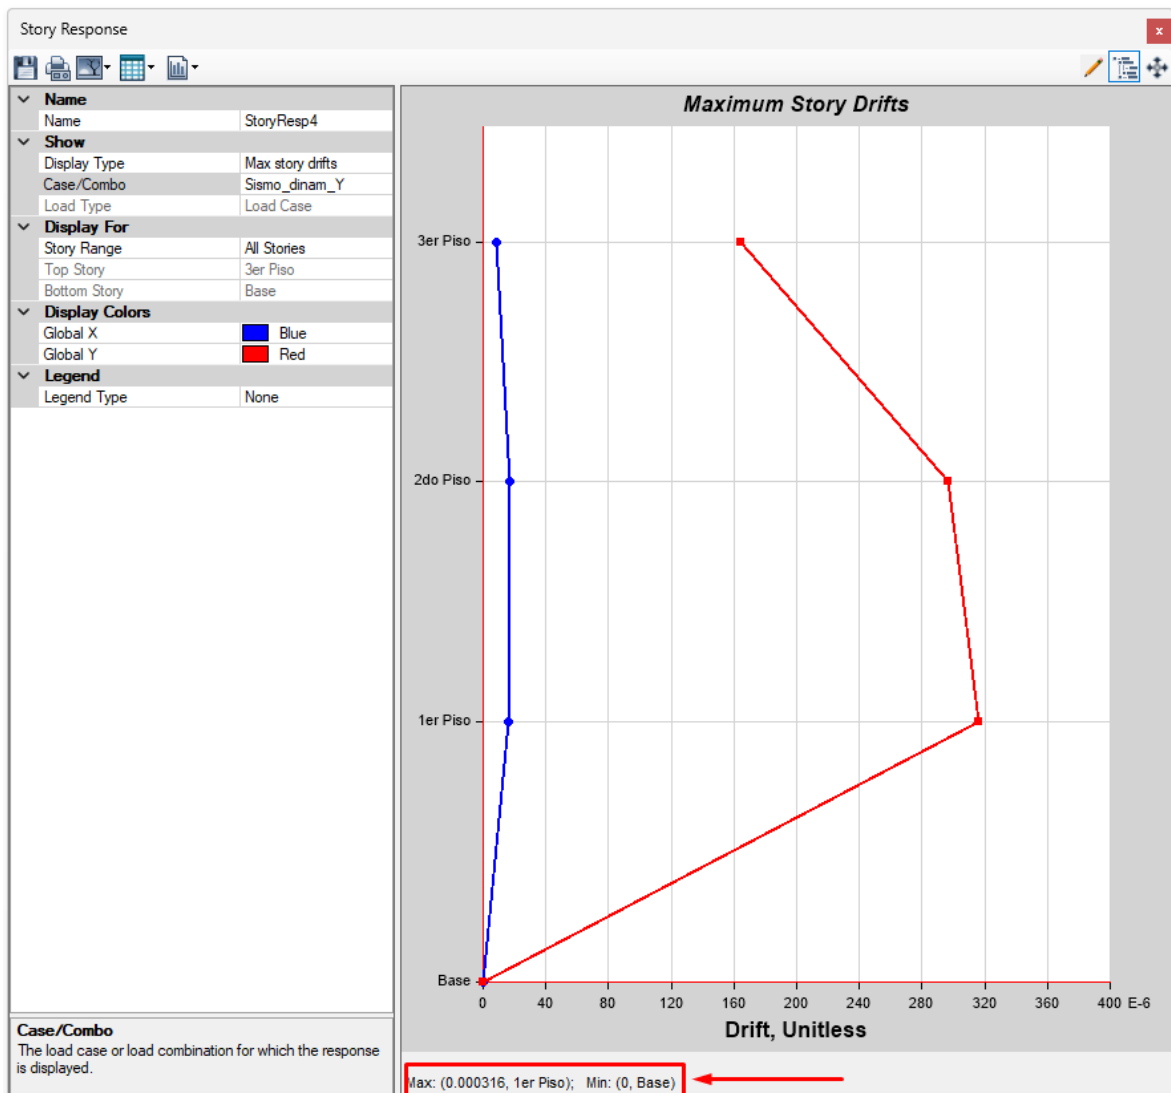 Story Response
x
Name
Name StoryResp4
Show
Display Type Max story drifts
Case/Combo Sismo_dinam_Y
Load Type Load Case
Display For
Story Range All Stories
Top Story 3er Piso
Bottom Story Base
Display Colors
Global X Blue
Global Y Red
Legend
Legend Type None
Case/Combo
The load case or load combination for which the response
is displayed.
Maximum Story Drifts
3er Piso
2do Piso
1er Piso
Base
0 40 80 120 160 200 240 280 320 360 400 E-6
Drift, Unitless
Max: (0.000316, 1er Piso); Min: (0, Base)